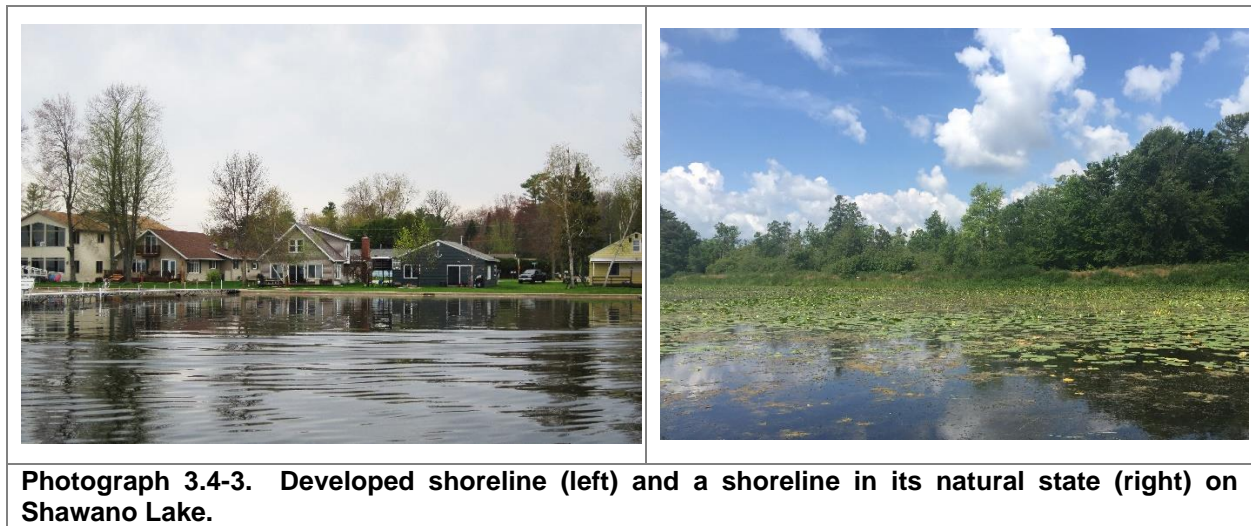 Photograph 3.4-3. Developed shoreline (left) and a shoreline in its natural state (right) on
Shawano Lake.